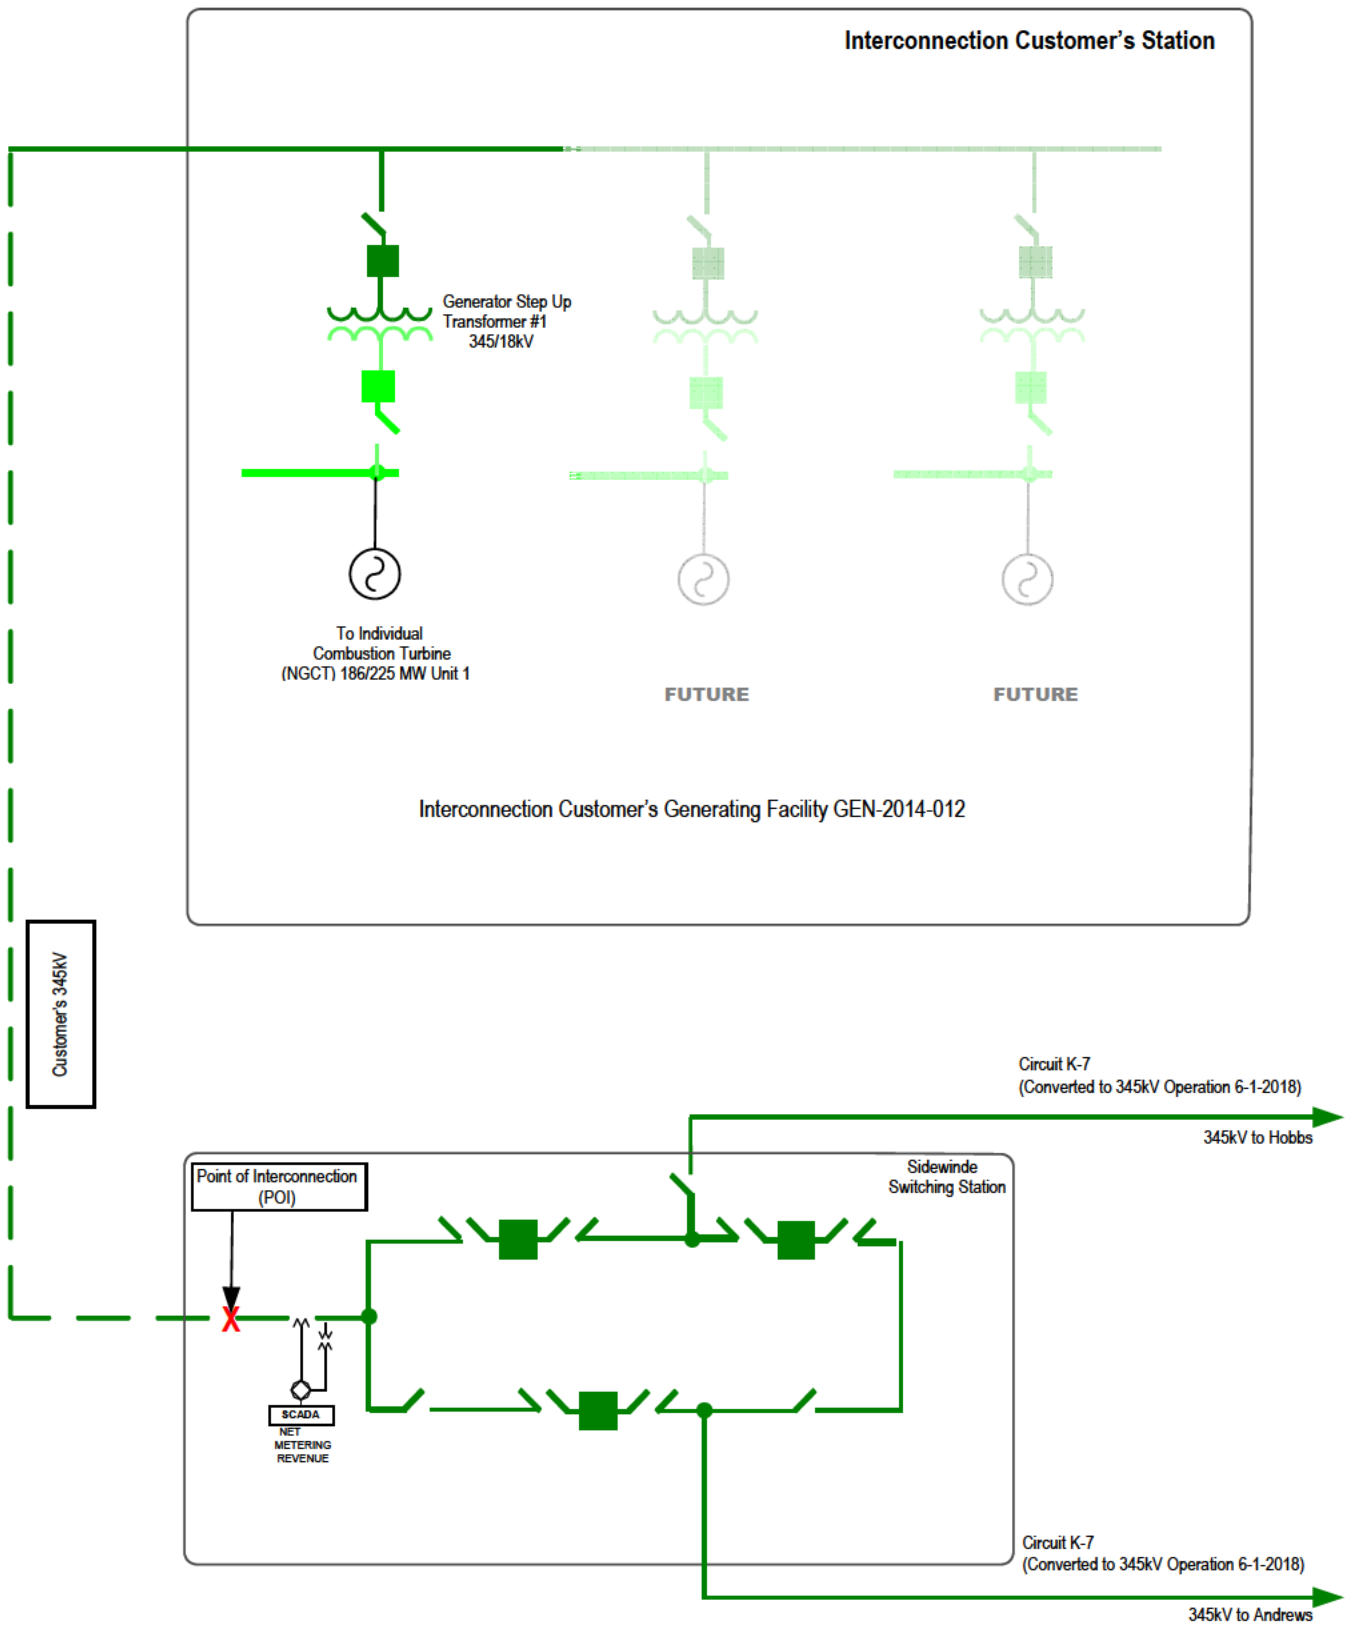 Interconnection Customer's Station
Generator Step Up
Transformer #1
345/18kV
To Individual
Combustion Turbine
(NGCT) 186/225 MW Unit 1
FUTURE
FUTURE
Interconnection Customer's Generating Facility GEN-2014-012
Customer's 345kV
Circuit K-7
(Converted to 345kV Operation 6-1-2018)
345kV to Hobbs
Point of Interconnection
(POI)
Sidewinde
Switching Station
X
SCADA
NET
METERING
REVENUE
Circuit K-7
(Converted to 345kV Operation 6-1-2018)
345kV to Andrews